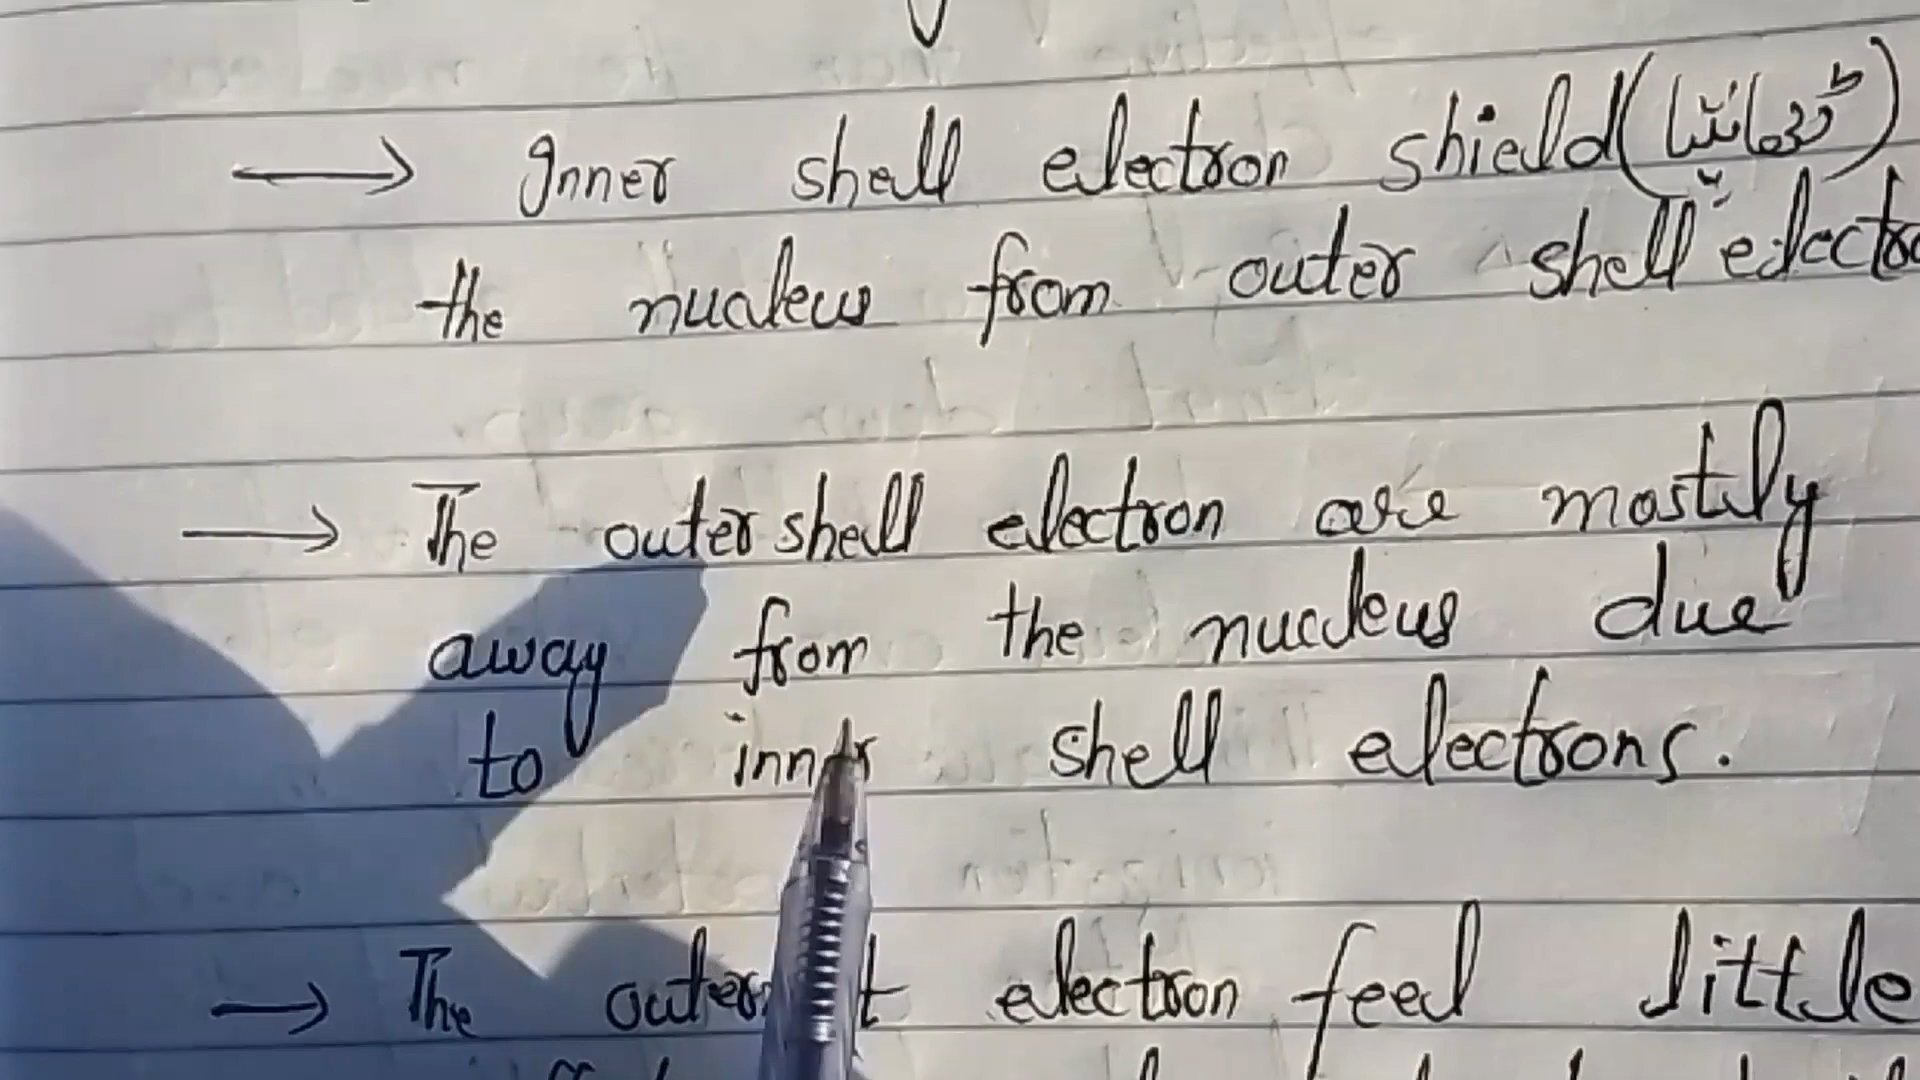 → Inner shell electron shield(ڈھانپنا)
the nucleus from outer shell electro
→ The outer shell electron are mostly
away from the nucleus due
to inner shell electrons.
→ The electron feel little